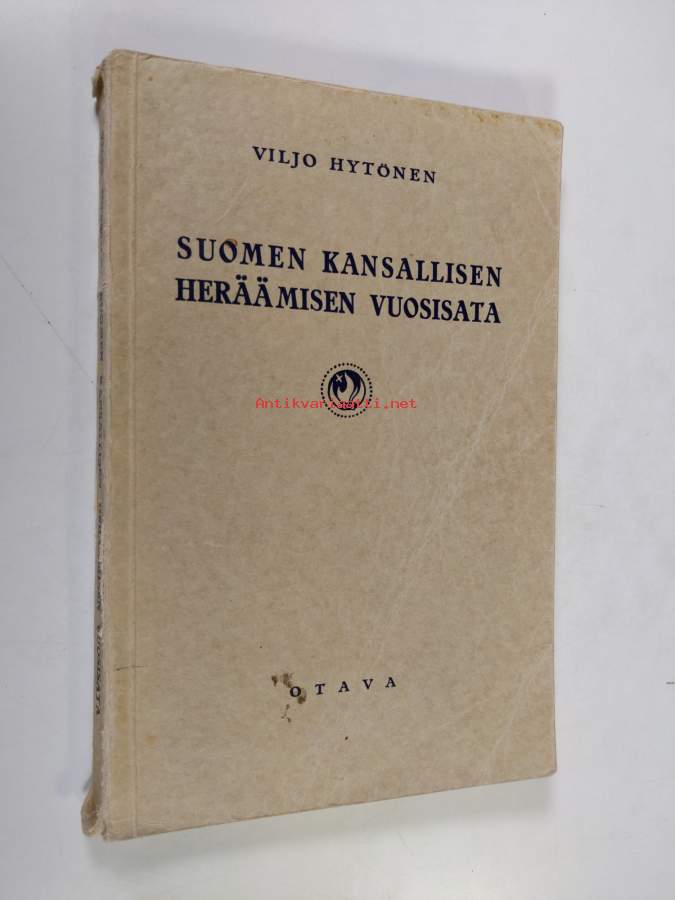 VILJO HYTÖNEN
SUOMEN KANSALLISEN
HERÄÄMISEN VUOSISATA
Antikvariaatti.net
OTAVA